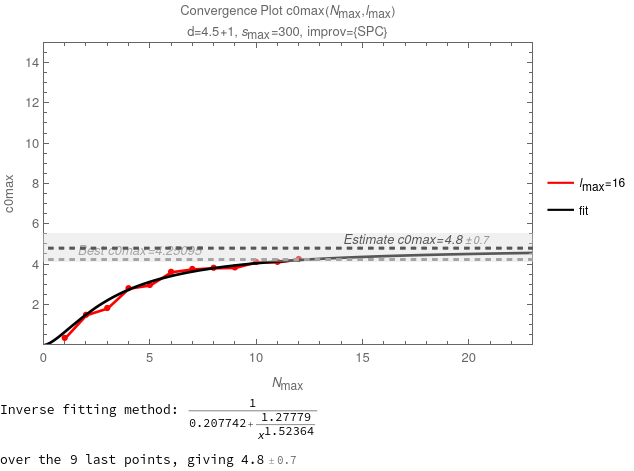 Convergence Plot c0max(Nmax,lmax)
d=4.5+1, smax=300, improv={SPC}
14
12
10
8
6
4
2
c0max
Estimate c0max=4.8 ±0.7
Best c0max=4.25095
lmax=16
fit
0 5 10 15 20
Nmax
Inverse fitting method: 1
0.207742+ 1.27779
x1.52364
over the 9 last points, giving 4.8 ±0.7